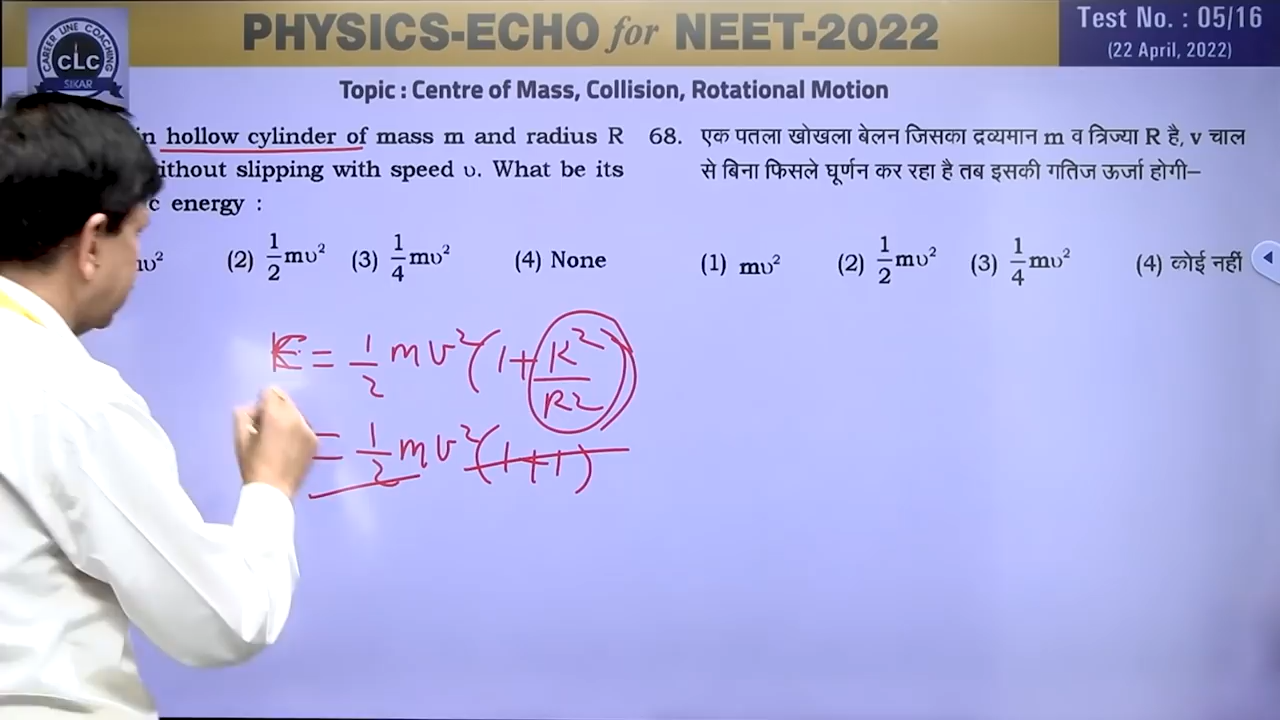 CAREER LINE COACHING
CLC
SIKAR
PHYSICS-ECHO for NEET-2022
Test No. : 05/16
(22 April, 2022)
Topic : Centre of Mass, Collision, Rotational Motion
hollow cylinder of mass m and radius R
slipping with speed υ. What be its
energy :
(2) 1/2 mυ² (3) 1/4 mυ² (4) None
68. एक पतला खोखला बेलन जिसका द्रव्यमान m व त्रिज्या R है, v चाल
से बिना फिसले घूर्णन कर रहा है तब इसकी गतिज ऊर्जा होगी–
(1) mυ² (2) 1/2 mυ² (3) 1/4 mυ² (4) कोई नहीं
= 1/2 mv² (1+ K²/R²)
= 1/2 mv² (1+1)